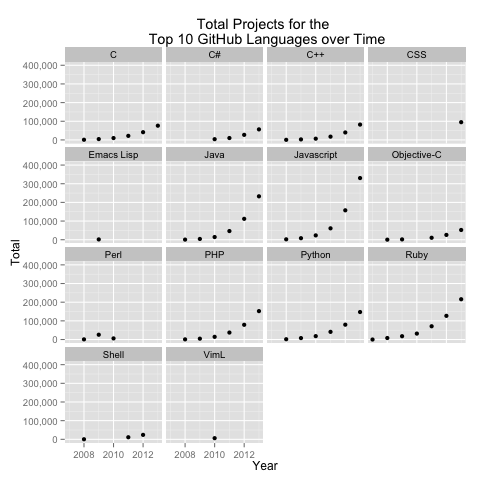 Total Projects for the
Top 10 GitHub Languages over Time
C C# C++ CSS
400,000
300,000
200,000
100,000
0
Emacs Lisp Java Javascript Objective-C
400,000
300,000
200,000
100,000
0
Perl PHP Python Ruby
400,000
300,000
200,000
100,000
0
Shell VimL
400,000
300,000
200,000
100,000
0
2008 2010 2012 2008 2010 2012
Total
Year